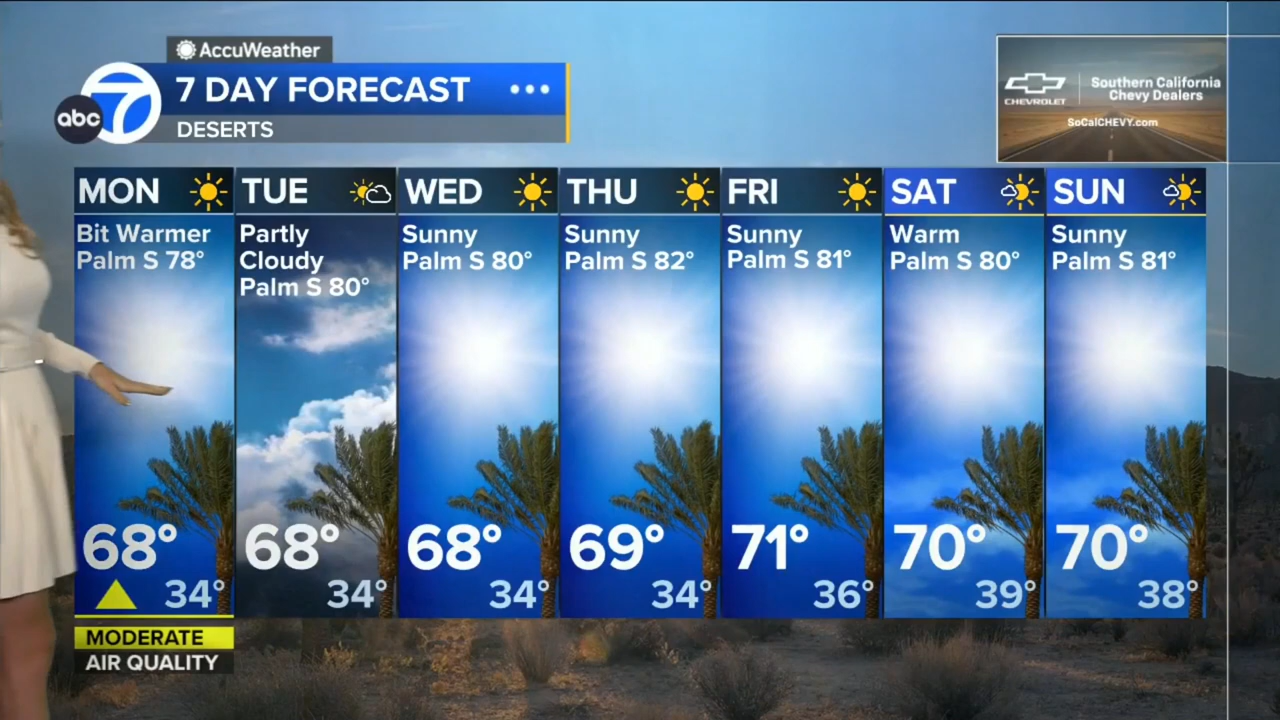 AccuWeather
7 DAY FORECAST
abc 7
DESERTS
CHEVROLET
Southern California
Chevy Dealers
SoCalCHEVY.com
MON
Bit Warmer
Palm S 78°
68°
34°
MODERATE
AIR QUALITY
TUE
Partly
Cloudy
Palm S 80°
68°
34°
WED
Sunny
Palm S 80°
68°
34°
THU
Sunny
Palm S 82°
69°
34°
FRI
Sunny
Palm S 81°
71°
36°
SAT
Warm
Palm S 80°
70°
39°
SUN
Sunny
Palm S 81°
70°
38°